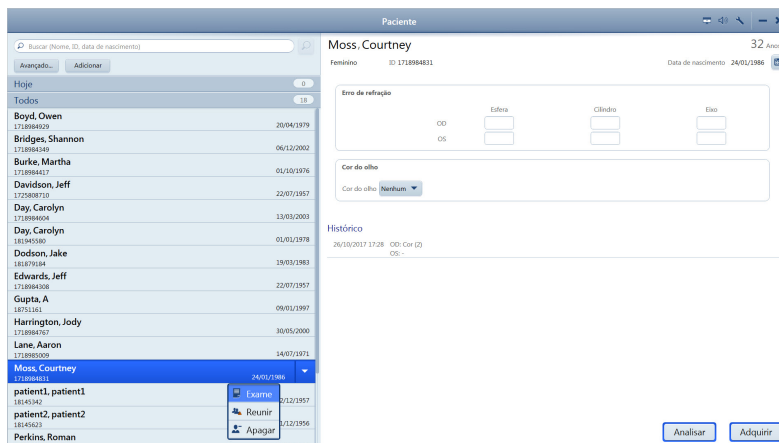 Paciente
Buscar (Nome, ID, data de nascimento)
Avançado... Adicionar
Hoje 0
Todos 18
Boyd, Owen
1718984929 20/04/1979
Bridges, Shannon
1718984349 06/12/2002
Burke, Martha
1718984417 01/10/1976
Davidson, Jeff
1725808710 22/07/1957
Day, Carolyn
1718984604 13/03/2003
Day, Carolyn
181945580 01/01/1978
Dodson, Jake
181879184 19/03/1983
Edwards, Jeff
1718984308 22/07/1957
Gupta, A
18751161 09/01/1997
Harrington, Jody
1718984767 30/05/2000
Lane, Aaron
1718985009 14/07/1971
Moss, Courtney
1718984831 24/01/1986
patient1, patient1
18145342 2/12/1957
patient2, patient2
18145623 1/12/1956
Perkins, Roman
Exame
Reunir
Apagar
Moss, Courtney 32 Anos
Feminino ID 1718984831 Data de nascimento 24/01/1986
Erro de refração
Esfera Cilindro Eixo
OD
OS
Cor do olho
Cor do olho Nenhum
Histórico
26/10/2017 17:28 OD: Cor (2)
OS: -
Analisar Adquirir